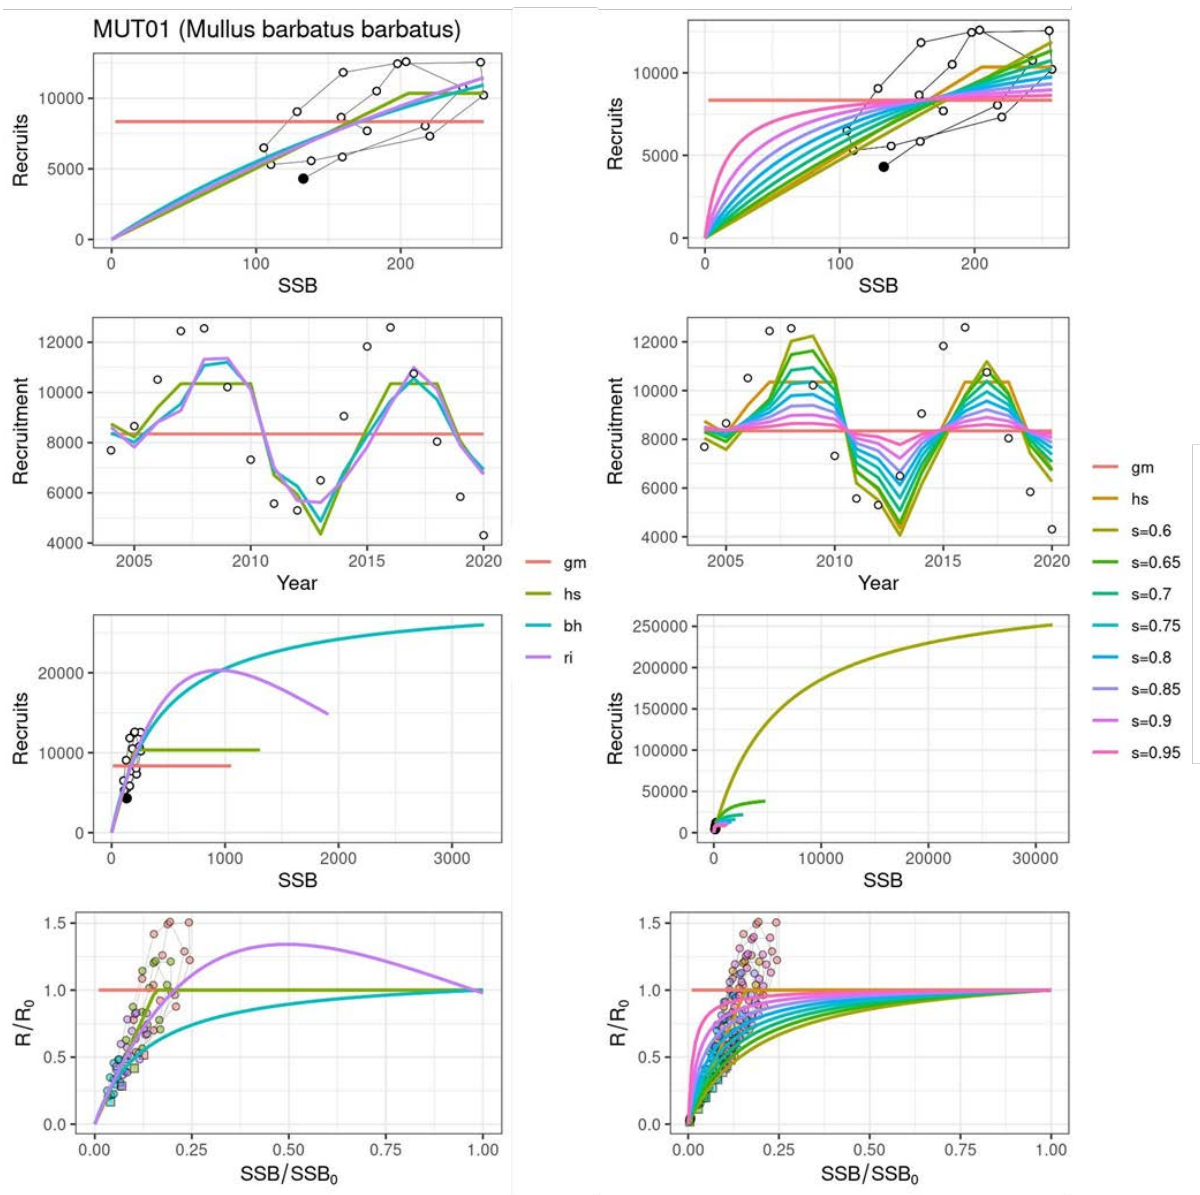 MUT01 (Mullus barbatus barbatus)
Recruits
10000
5000
0
0 100 200
SSB
Recruits
10000
5000
0
0 100 200
SSB
Recruitment
12000
10000
8000
6000
4000
2005 2010 2015 2020
Year
Recruitment
12000
10000
8000
6000
4000
2005 2010 2015 2020
Year
gm
hs
bh
ri
gm
hs
s=0.6
s=0.65
s=0.7
s=0.75
s=0.8
s=0.85
s=0.9
s=0.95
Recruits
20000
10000
0
0 1000 2000 3000
SSB
Recruits
250000
200000
150000
100000
50000
0
0 10000 20000 30000
SSB
R/R₀
1.5
1.0
0.5
0.0
0.00 0.25 0.50 0.75 1.00
SSB/SSB₀
R/R₀
1.5
1.0
0.5
0.0
0.00 0.25 0.50 0.75 1.00
SSB/SSB₀